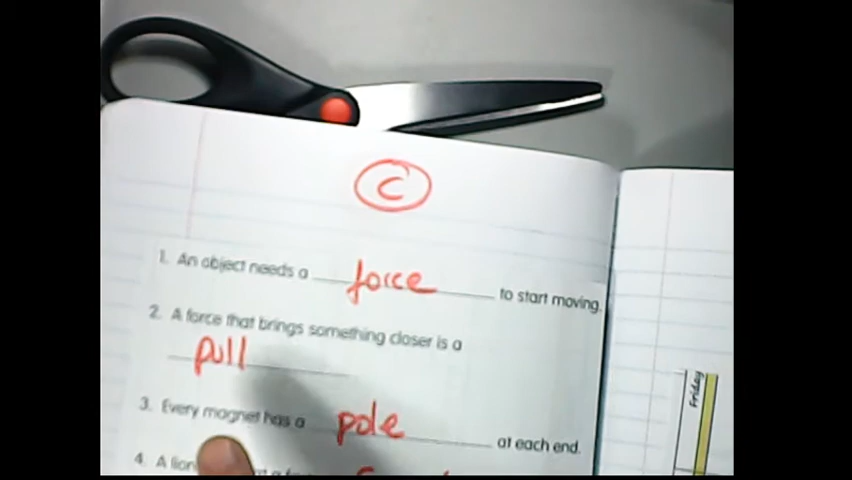 C
1. An object needs a force to start moving.
2. A force that brings something closer is a
pull
3. Every magnet has a pole at each end.
4. A
Friday